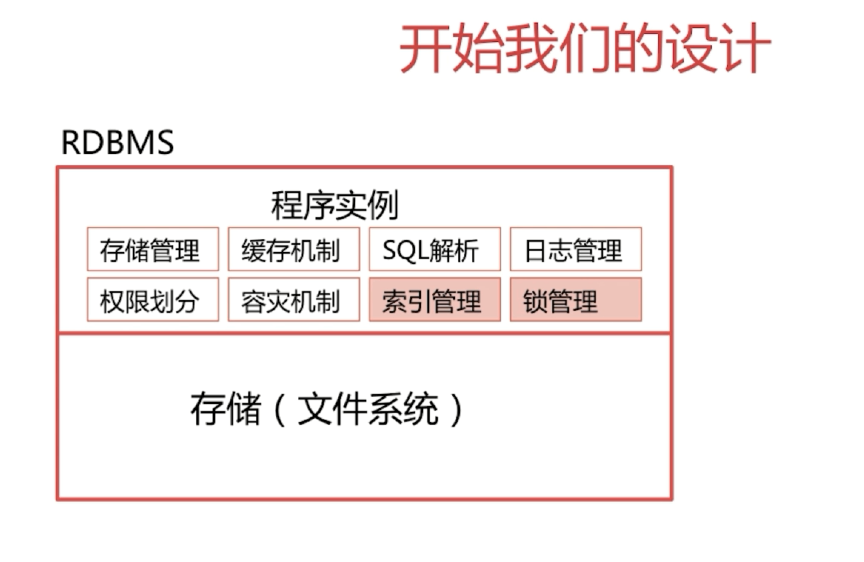 开始我们的设计
RDBMS
程序实例
存储管理 缓存机制 SQL解析 日志管理
权限划分 容灾机制 索引管理 锁管理
存储（文件系统）